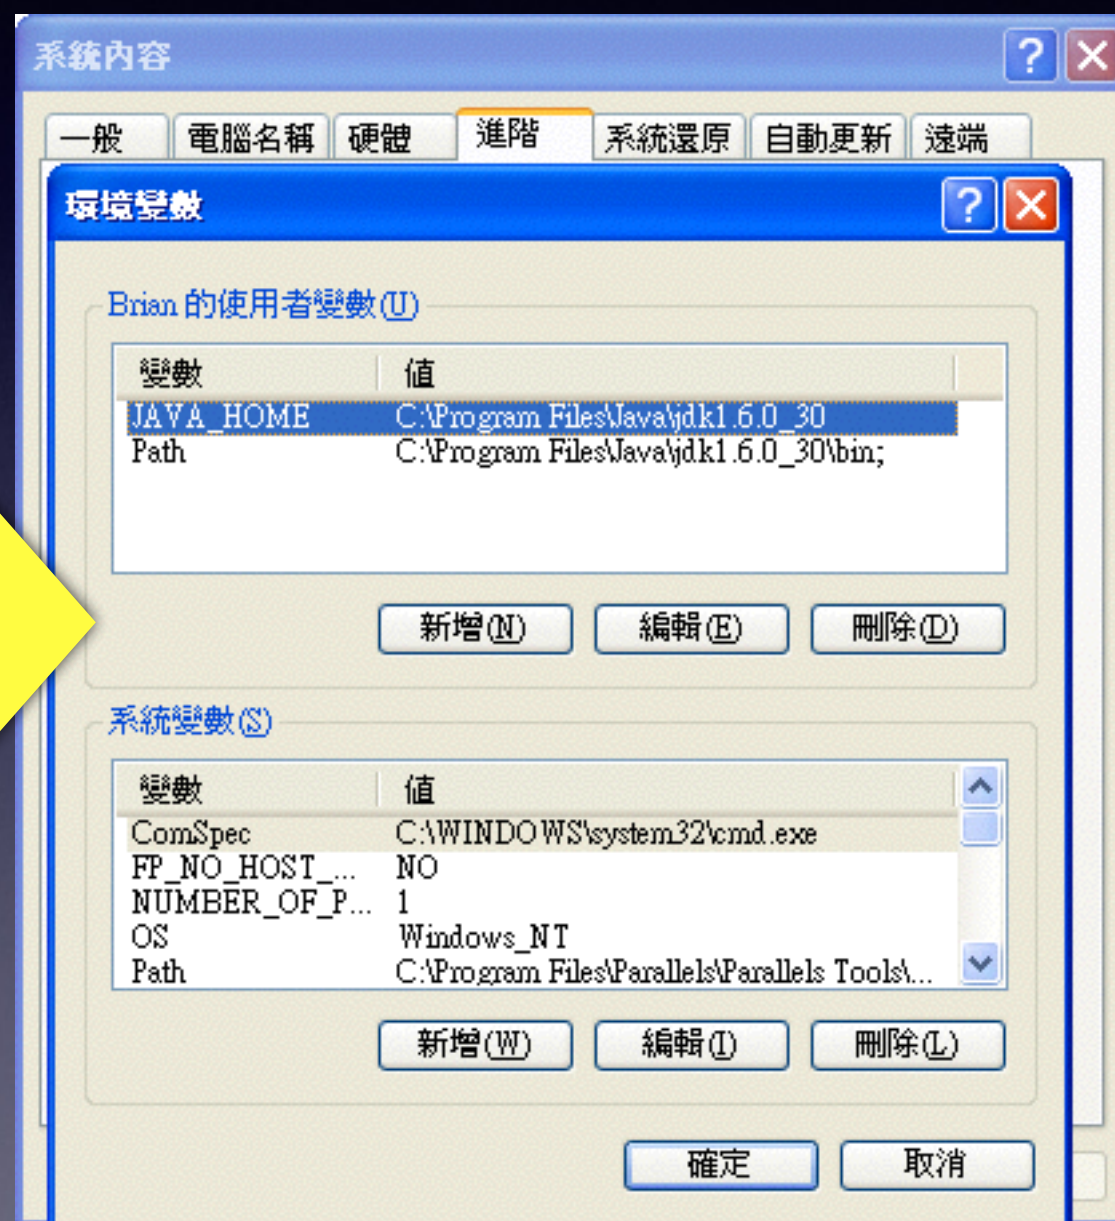 系統內容
一般 電腦名稱 硬體 進階 系統還原 自動更新 遠端
環境變數
Brian 的使用者變數(U)
變數 值
JAVA_HOME C:\Program Files\Java\jdk1.6.0_30
Path C:\Program Files\Java\jdk1.6.0_30\bin;
新增(N) 編輯(E) 刪除(D)
系統變數(S)
變數 值
ComSpec C:\WINDOWS\system32\cmd.exe
FP_NO_HOST_... NO
NUMBER_OF_P... 1
OS Windows_NT
Path C:\Program Files\Parallels\Parallels Tools\...
新增(W) 編輯(I) 刪除(L)
確定 取消